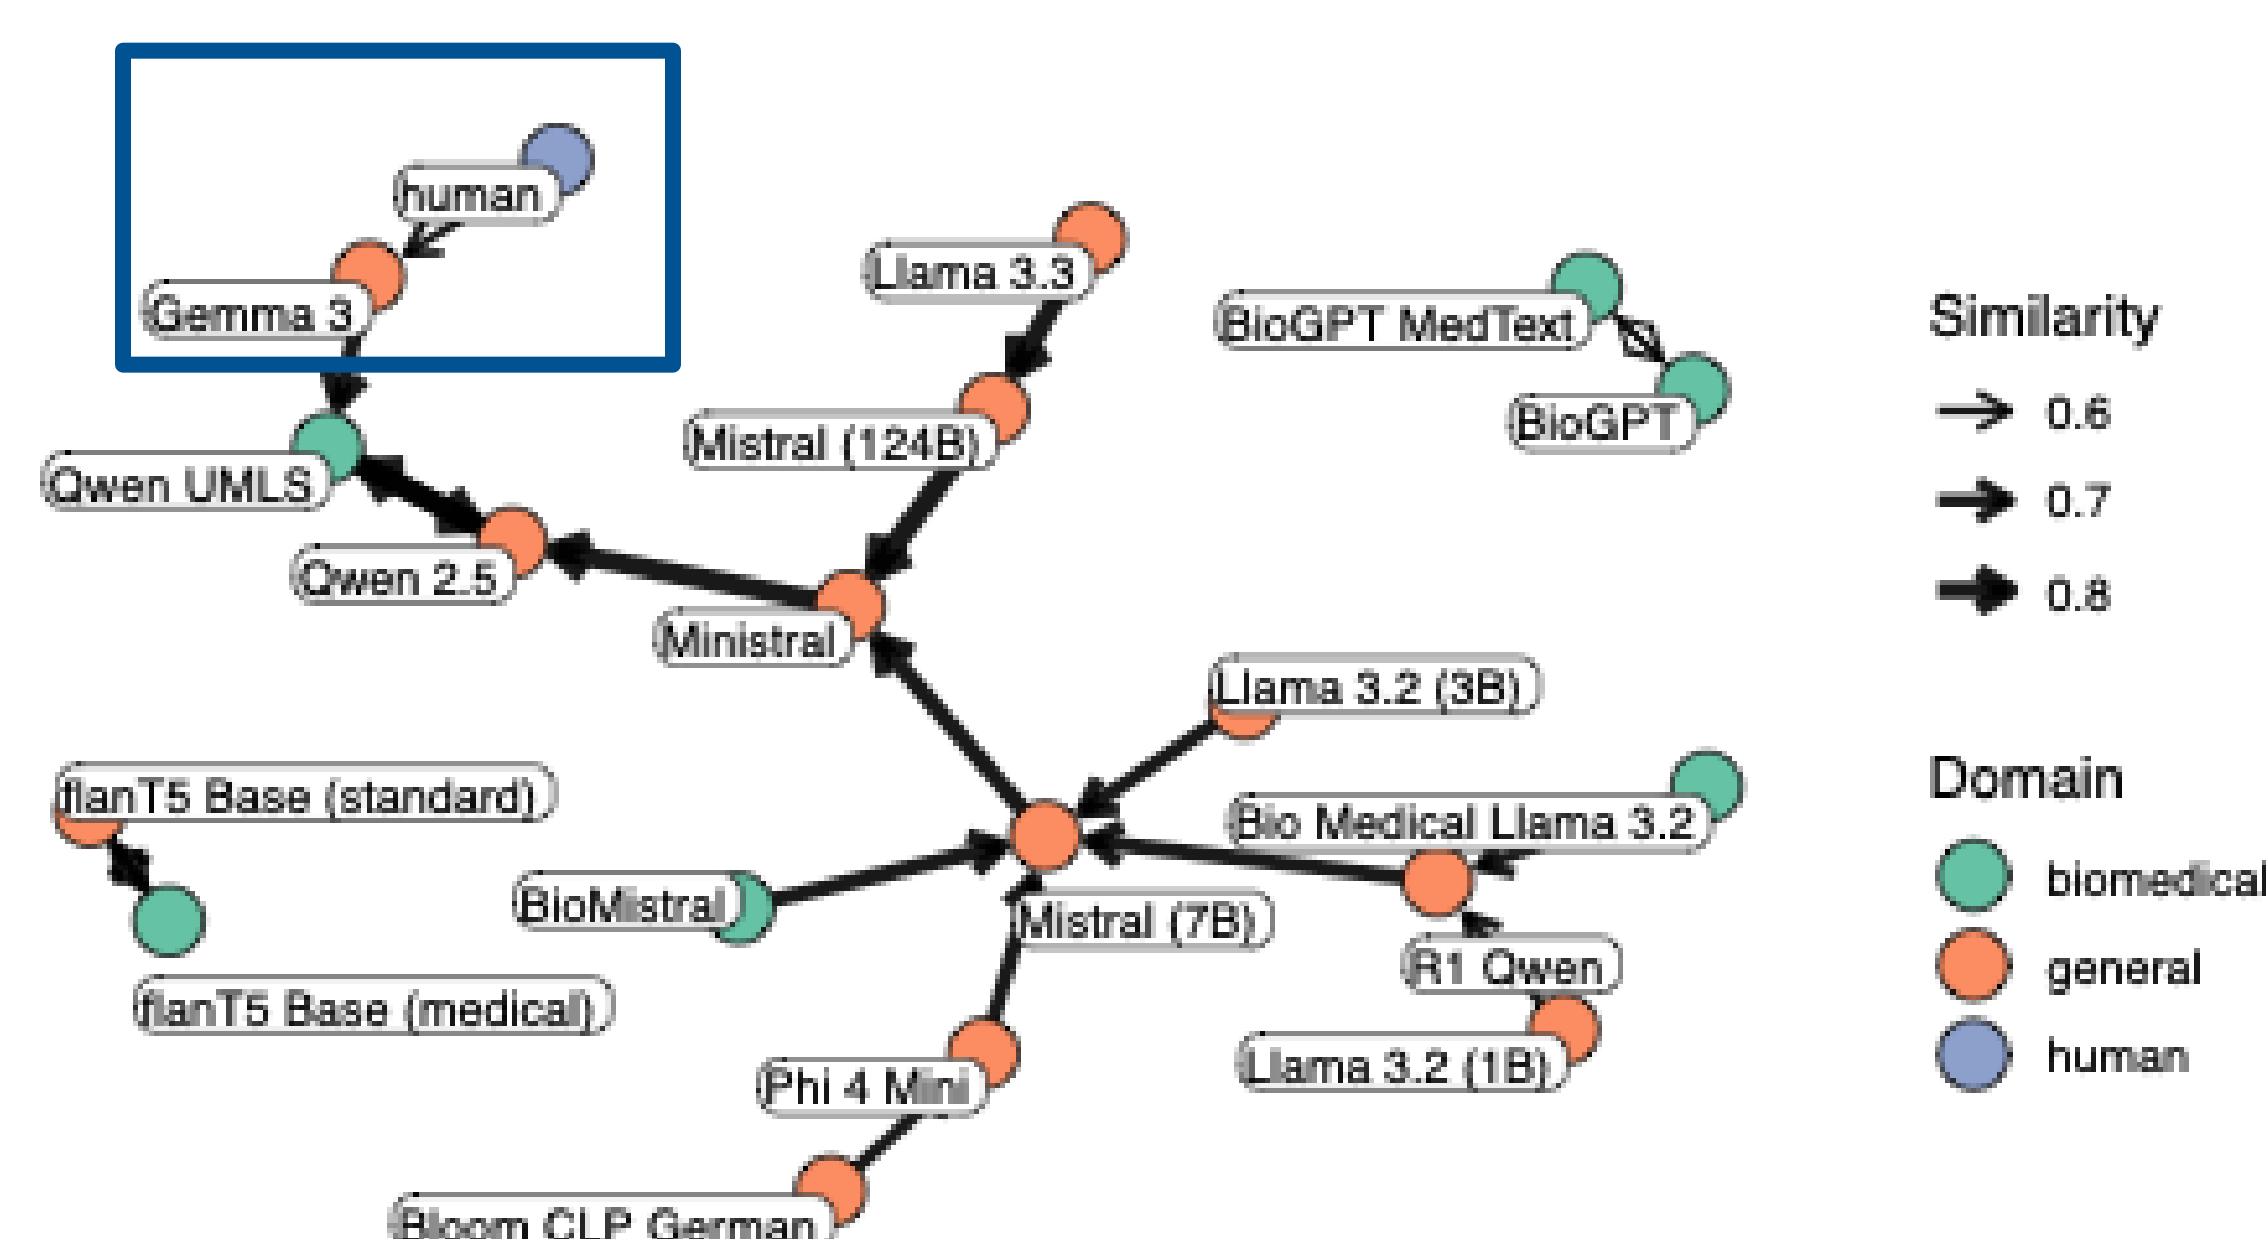 human
Gemma 3
Llama 3.3
BioGPT MedText
BioGPT
Mistral (124B)
Qwen UMLS
Qwen 2.5
Ministral
Llama 3.2 (3B)
flanT5 Base (standard)
Bio Medical Llama 3.2
BioMistral
Mistral (7B)
R1 Qwen
flanT5 Base (medical)
Llama 3.2 (1B)
Phi 4 Mini
Bloom CLP German
Similarity
0.6
0.7
0.8
Domain
biomedical
general
human